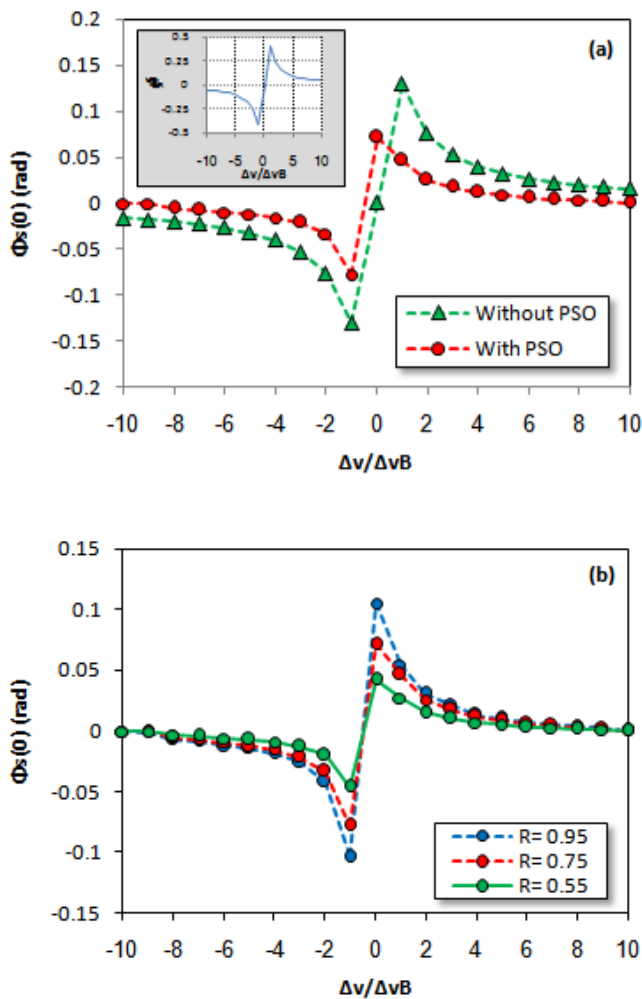 0.2
(a)
0.15
0.1
0.05
0
-0.05
-0.1
-0.15
-0.2
Φs(0) (rad)
0.5
0.25
0
-0.25
-0.5
-10 -5 0 5 10
Δv/ΔvB
Without PSO
With PSO
-10 -8 -6 -4 -2 0 2 4 6 8 10
Δv/ΔvB
0.15
(b)
0.1
0.05
0
-0.05
-0.1
-0.15
Φs(0) (rad)
R= 0.95
R= 0.75
R= 0.55
-10 -8 -6 -4 -2 0 2 4 6 8 10
Δv/ΔvB